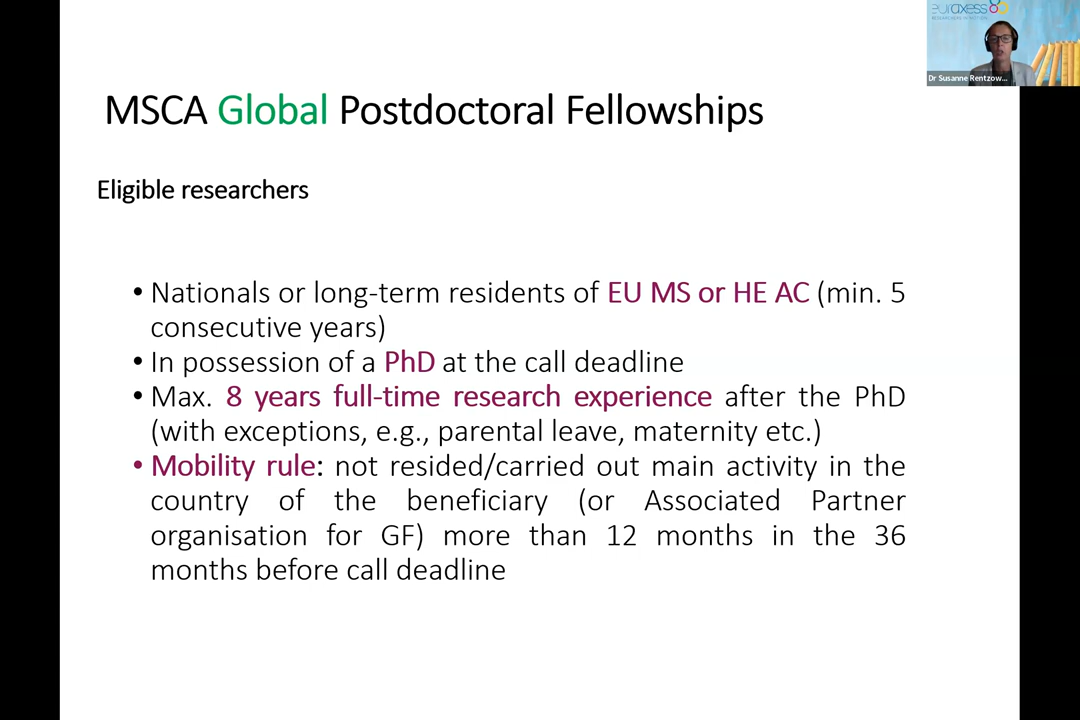 euraxess
MSCA Global Postdoctoral Fellowships
Dr Susanne Rentzow...
Eligible researchers
• Nationals or long-term residents of EU MS or HE AC (min. 5
consecutive years)
• In possession of a PhD at the call deadline
• Max. 8 years full-time research experience after the PhD
(with exceptions, e.g., parental leave, maternity etc.)
• Mobility rule: not resided/carried out main activity in the
country of the beneficiary (or Associated Partner
organisation for GF) more than 12 months in the 36
months before call deadline